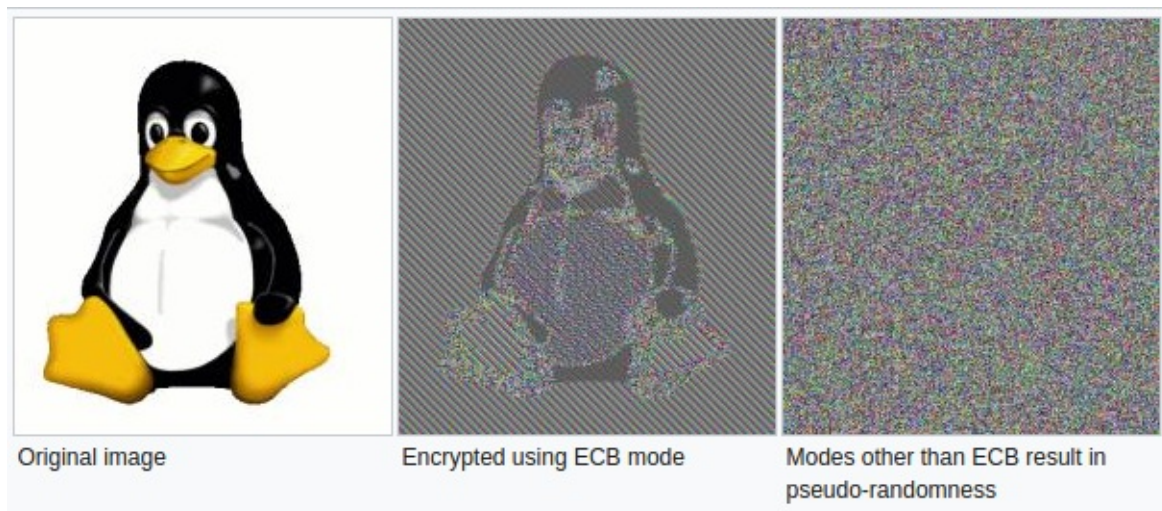 Original image
Encrypted using ECB mode
Modes other than ECB result in
pseudo-randomness